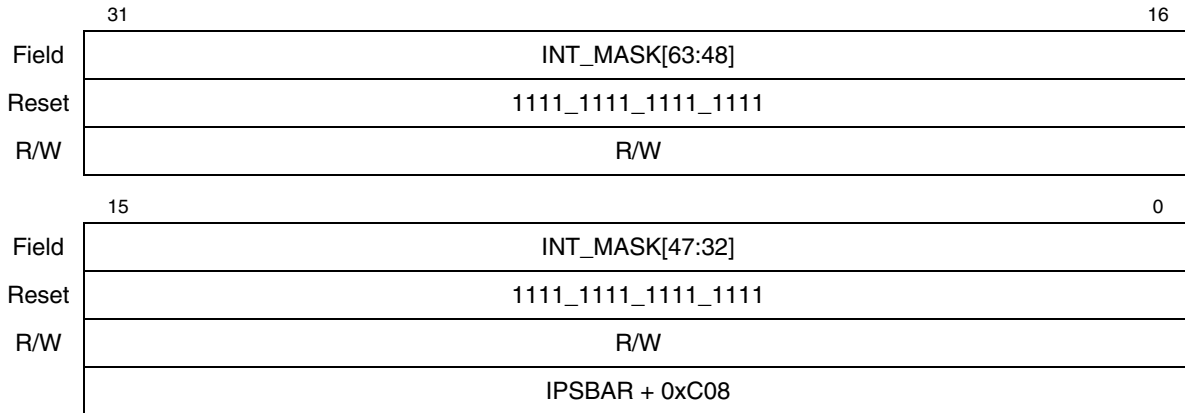 31 16
Field INT_MASK[63:48]
Reset 1111_1111_1111_1111
R/W R/W
15 0
Field INT_MASK[47:32]
Reset 1111_1111_1111_1111
R/W R/W
IPSBAR + 0xC08